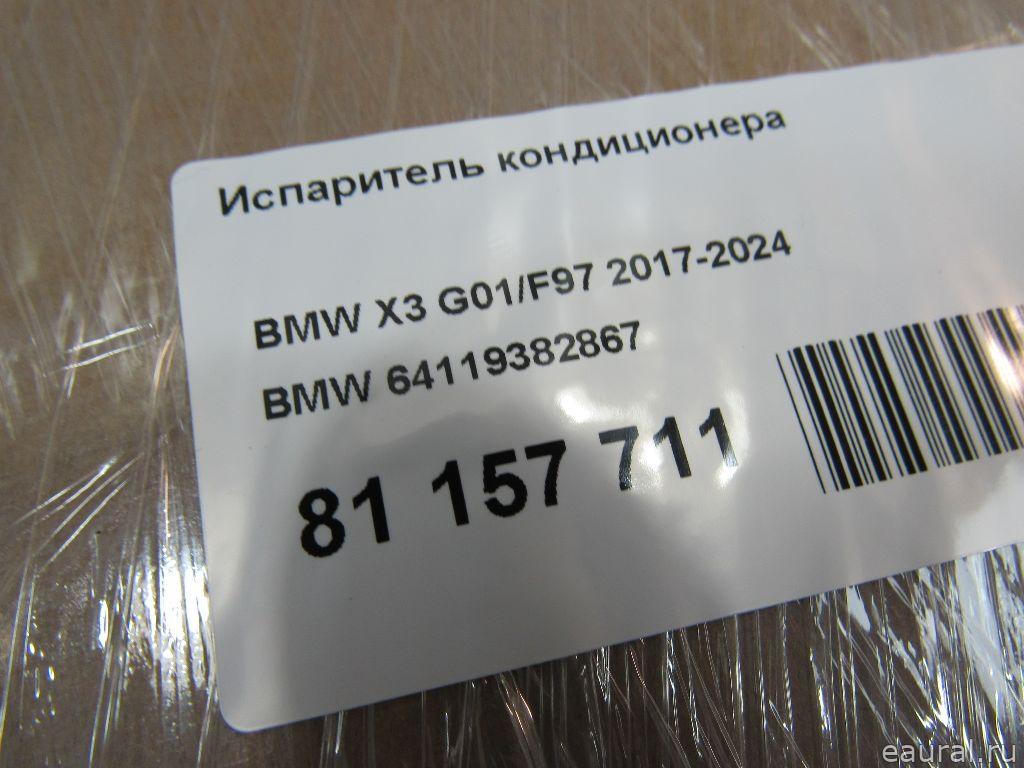 Испаритель кондиционера
BMW X3 G01/F97 2017-2024
BMW 64119382867
81 157 711
eaural.ru